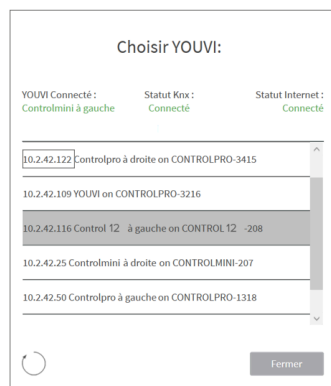 Choisir YOUVI:
YOUVI Connecté : Statut Knx : Statut Internet :
Controlmini à gauche Connecté Connecté
10.2.42.122 Controlpro à droite on CONTROLPRO-3415
10.2.42.109 YOUVI on CONTROLPRO-3216
10.2.42.116 Control 12 à gauche on CONTROL 12 -208
10.2.42.25 Controlmini à droite on CONTROLMINI-207
10.2.42.50 Controlpro à gauche on CONTROLPRO-1318
Fermer